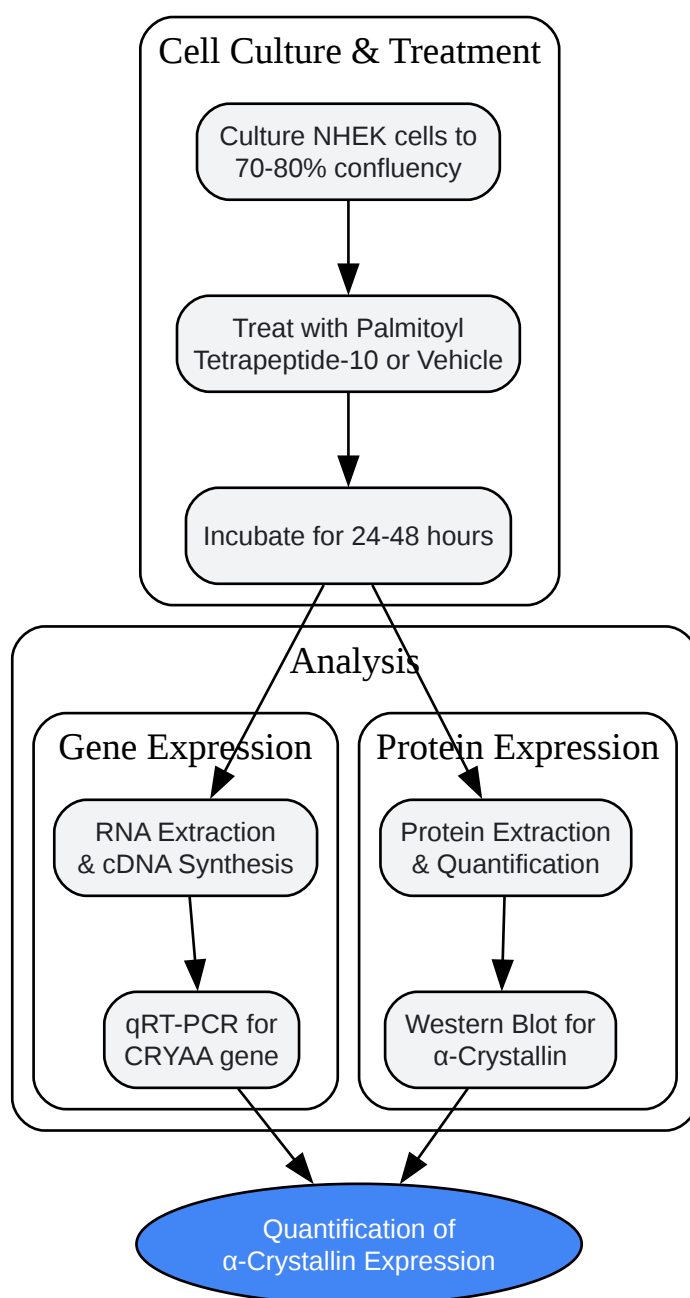 Cell Culture & Treatment
Culture NHEK cells to
70-80% confluency
Treat with Palmitoyl
Tetrapeptide-10 or Vehicle
Incubate for 24-48 hours
Analysis
Gene Expression
RNA Extraction
& cDNA Synthesis
qRT-PCR for
CRYAA gene
Protein Expression
Protein Extraction
& Quantification
Western Blot for
α-Crystallin
Quantification of
α-Crystallin Expression